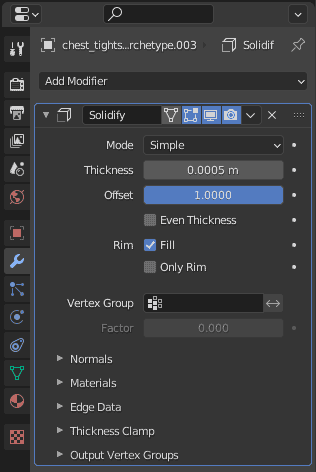 chest_tights...rchetype.003 › Solidif
Add Modifier
Solidify
Mode Simple
Thickness 0.0005 m
Offset 1.0000
Even Thickness
Rim Fill
Only Rim
Vertex Group
Factor 0.000
Normals
Materials
Edge Data
Thickness Clamp
Output Vertex Groups